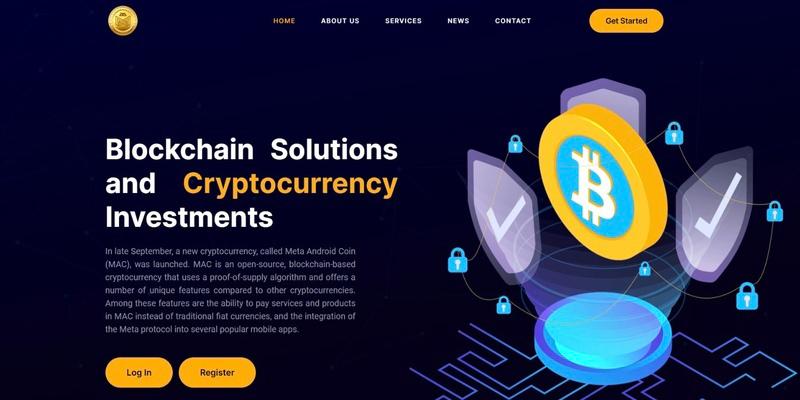 HOME ABOUT US SERVICES NEWS CONTACT Get Started
Blockchain Solutions
and Cryptocurrency
Investments
In late September, a new cryptocurrency, called Meta Android Coin
(MAC), was launched. MAC is an open-source, blockchain-based
cryptocurrency that uses a proof-of-supply algorithm and offers a
number of unique features compared to other cryptocurrencies.
Among these features are the ability to pay services and products
in MAC instead of traditional fiat currencies, and the integration of
the Meta protocol into several popular mobile apps.
Log In Register